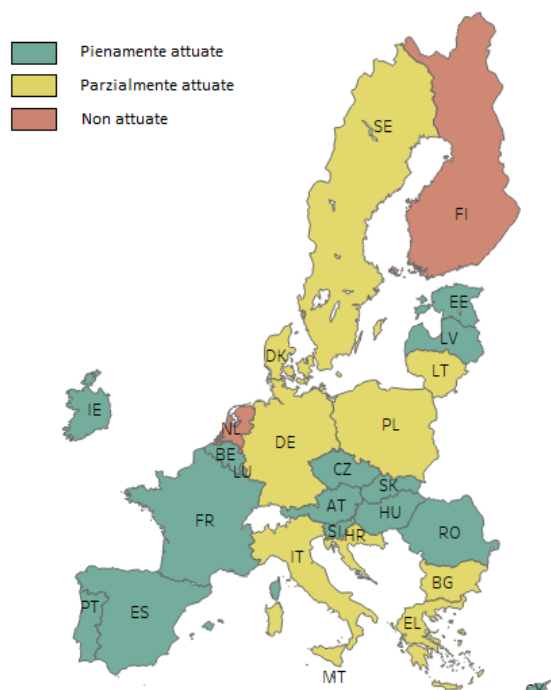 Pienamente attuate
Parzialmente attuate
Non attuate
SE
FI
EE
LV
LT
DK
IE
NL
BE
LU
DE
PL
CZ
SK
AT
HU
FR
SI
HR
RO
IT
BG
PT
ES
EL
MT
CY